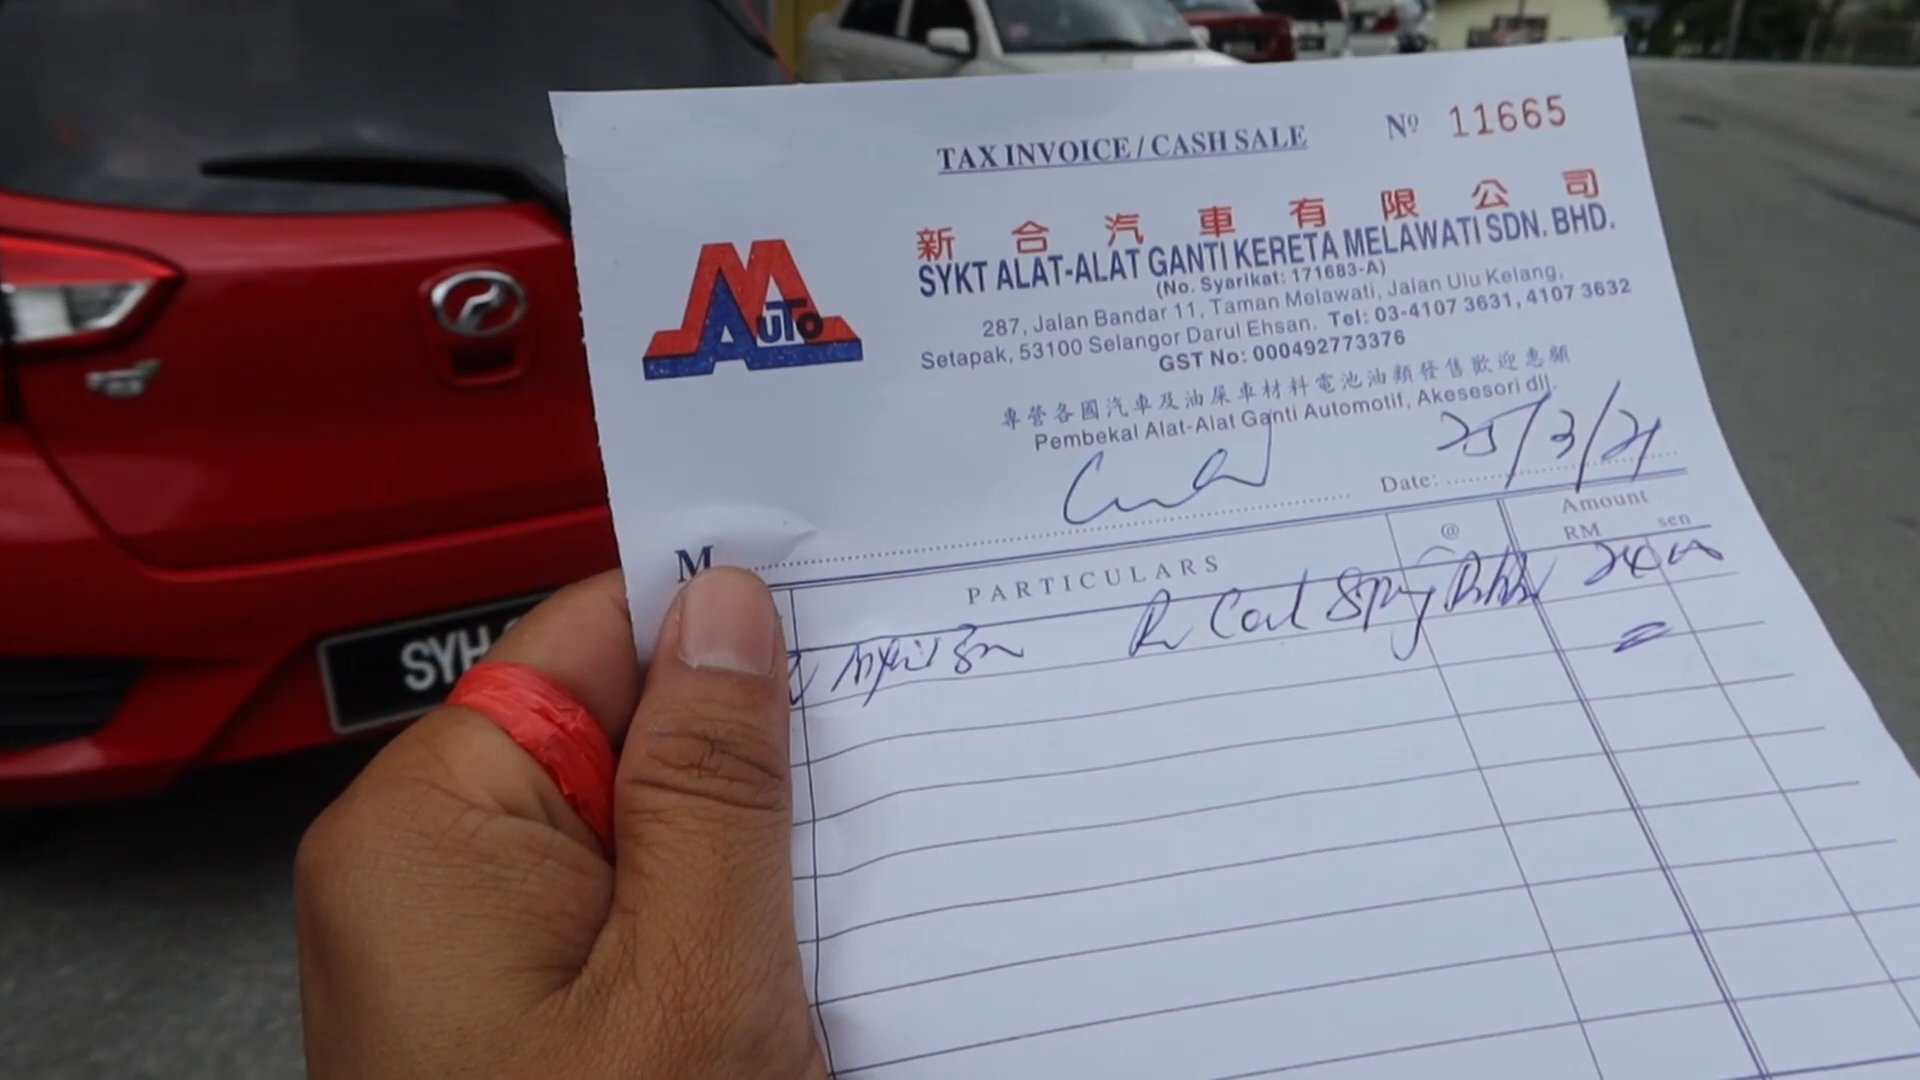 TAX INVOICE / CASH SALE
Nº 11665
新合汽車有限公司
SYKT ALAT-ALAT GANTI KERETA MELAWATI SDN. BHD.
(No. Syarikat: 171683-A)
287, Jalan Bandar 11, Taman Melawati, Jalan Ulu Kelang,
Setapak, 53100 Selangor Darul Ehsan. Tel: 03-4107 3631, 4107 3632
GST No: 000492773376
專營各國汽車及油屎車材料電池油類發售歡迎惠顧
Pembekal Alat-Alat Ganti Automotif, Aksesori dll.
M AUTO
M
Date: 25/3/21
PARTICULARS
@
Amount
RM sen
R Coil Spg
SYH